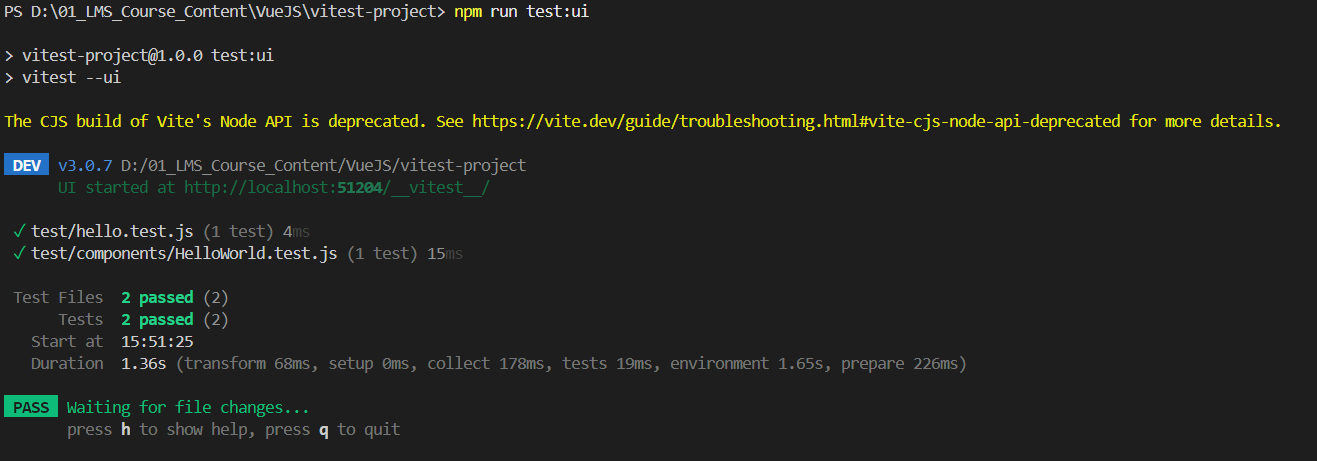 PS D:\01_LMS_Course_Content\VueJS\vitest-project> npm run test:ui
> vitest-project@1.0.0 test:ui
> vitest --ui
The CJS build of Vite's Node API is deprecated. See https://vite.dev/guide/troubleshooting.html#vite-cjs-node-api-deprecated for more details.
DEV v3.0.7 D:/01_LMS_Course_Content/VueJS/vitest-project
UI started at http://localhost:51204/__vitest__/
✓ test/hello.test.js (1 test) 4ms
✓ test/components/HelloWorld.test.js (1 test) 15ms
Test Files 2 passed (2)
Tests 2 passed (2)
Start at 15:51:25
Duration 1.36s (transform 68ms, setup 0ms, collect 178ms, tests 19ms, environment 1.65s, prepare 226ms)
PASS Waiting for file changes...
press h to show help, press q to quit